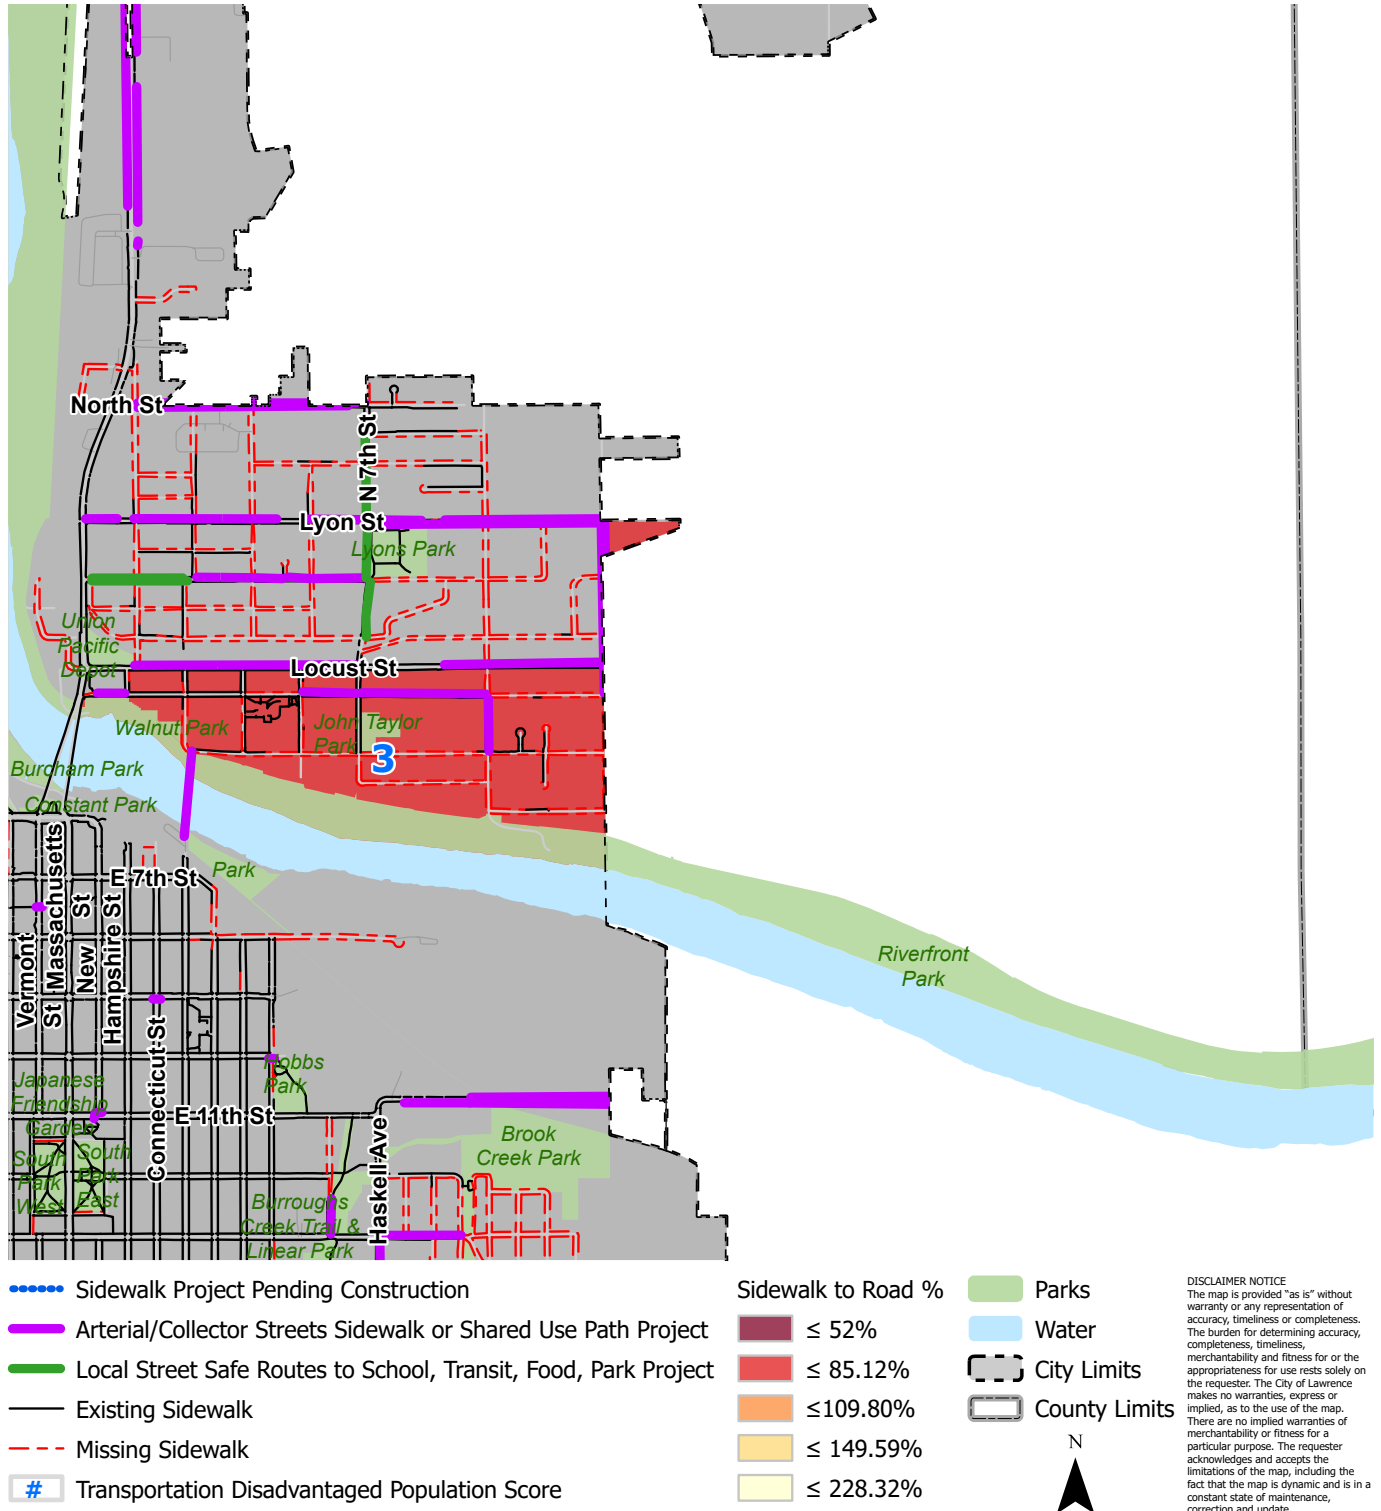 North St
N 7th St
Lyon St
Lyons Park
Union
Pacific
Depot
Locust St
Walnut Park
John Taylor
Park
3
Burcham Park
Constant Park
E 7th St
Park
Vermont
St
Massachusetts
New
St
Hampshire St
Connecticut St
Riverfront
Park
Hobbs
Park
Japanese
Friendship
Garden
E 11th St
Haskell Ave
Brook
Creek Park
South
Park
West
South
Park
East
Burroughs
Creek Trail &
Linear Park
Sidewalk Project Pending Construction
Arterial/Collector Streets Sidewalk or Shared Use Path Project
Local Street Safe Routes to School, Transit, Food, Park Project
Existing Sidewalk
Missing Sidewalk
# Transportation Disadvantaged Population Score
Sidewalk to Road %
≤ 52%
≤ 85.12%
≤109.80%
≤ 149.59%
≤ 228.32%
Parks
Water
City Limits
County Limits
N
DISCLAIMER NOTICE
The map is provided “as is” without
warranty or any representation of
accuracy, timeliness or completeness.
The burden for determining accuracy,
completeness, timeliness,
merchantability and fitness for or the
appropriateness for use rests solely on
the requester. The City of Lawrence
makes no warranties, express or
implied, as to the use of the map.
There are no implied warranties of
merchantability or fitness for a
particular purpose. The requester
acknowledges and accepts the
limitations of the map, including the
fact that the map is dynamic and is in a
constant state of maintenance,
correction and update.